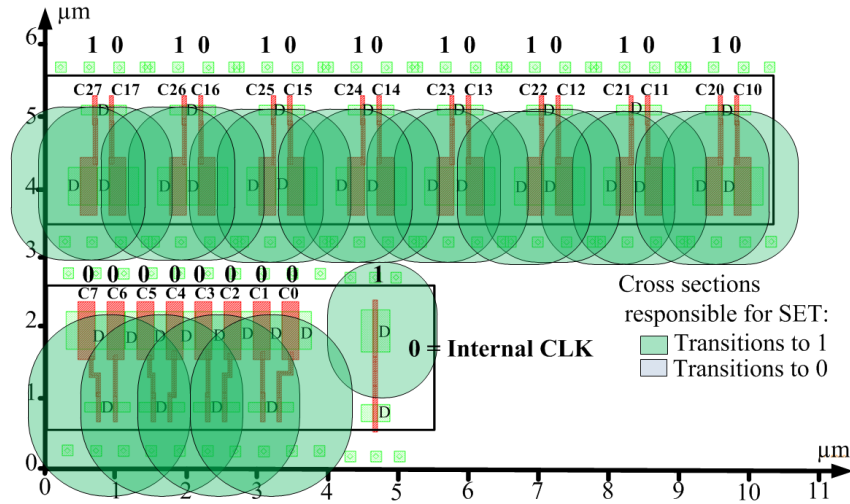 µm
6
5
4
3
2
1
0
1 0 1 0 1 0 1 0 1 0 1 0 1 0 1 0
C27 C17 C26 C16 C25 C15 C24 C14 C23 C13 C22 C12 C21 C11 C20 C10
D D D D D D D D
D D D D D D D D D D D D D D D D
0 0 0 0 0 0 0 0 1
C7 C6 C5 C4 C3 C2 C1 C0
D D D D D D
D D D D D
0 = Internal CLK
Cross sections
responsible for SET:
Transitions to 1
Transitions to 0
0 1 2 3 4 5 6 7 8 9 10 11
µm